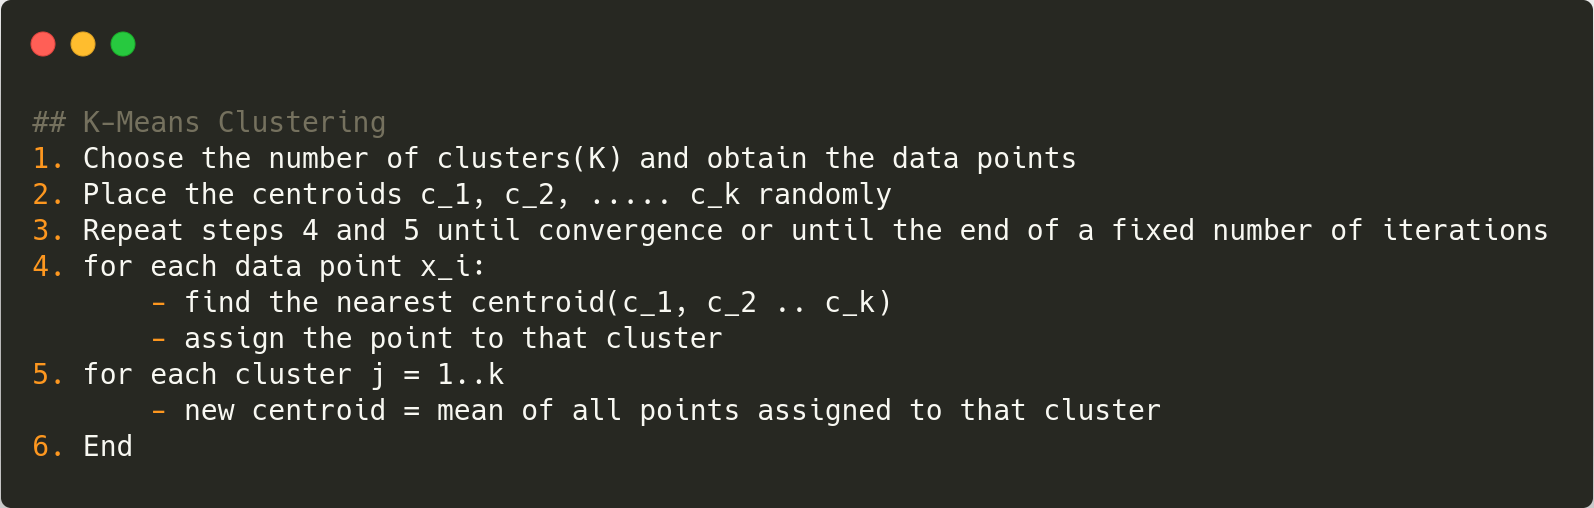 ## K-Means Clustering
1. Choose the number of clusters(K) and obtain the data points
2. Place the centroids c_1, c_2, ..... c_k randomly
3. Repeat steps 4 and 5 until convergence or until the end of a fixed number of iterations
4. for each data point x_i:
- find the nearest centroid(c_1, c_2 .. c_k)
- assign the point to that cluster
5. for each cluster j = 1..k
- new centroid = mean of all points assigned to that cluster
6. End